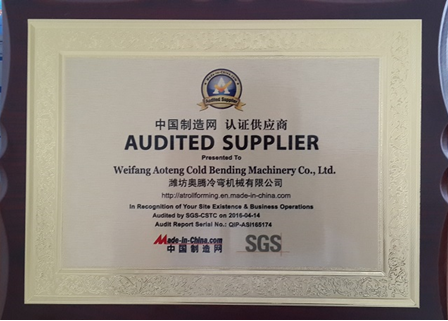 Audited Supplier
中国制造网 认证供应商
AUDITED SUPPLIER
Presented To
Weifang Aoteng Cold Bending Machinery Co., Ltd.
潍坊奥腾冷弯机械有限公司
http://atrollforming.en.made-in-china.com
In Recognition of Your Site Existence & Business Operations
Audited by SGS-CSTC on 2016-04-14
Audit Report Serial No.: QIP-ASI165174
Made-in-China.com
中国制造网
SGS